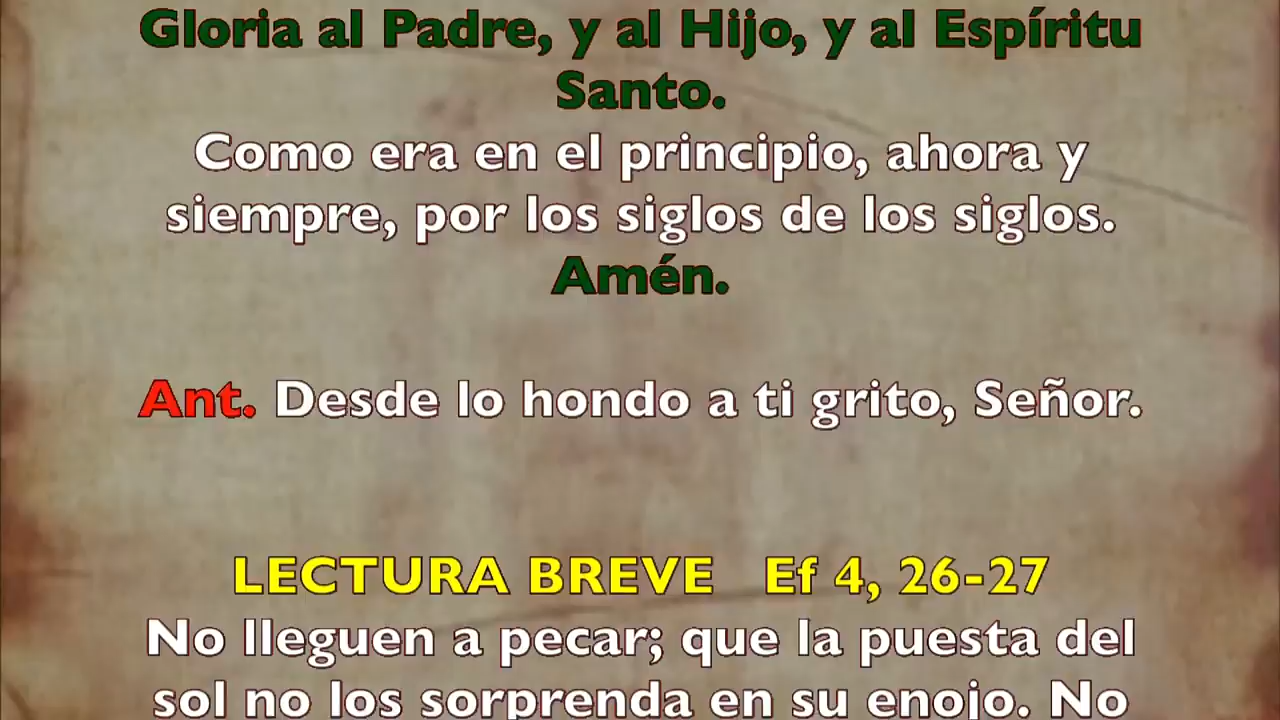 Gloria al Padre, y al Hijo, y al Espíritu
Santo.
Como era en el principio, ahora y
siempre, por los siglos de los siglos.
Amén.
Ant. Desde lo hondo a ti grito, Señor.
LECTURA BREVE Ef 4, 26-27
No lleguen a pecar; que la puesta del
sol no los sorprenda en su enojo. No